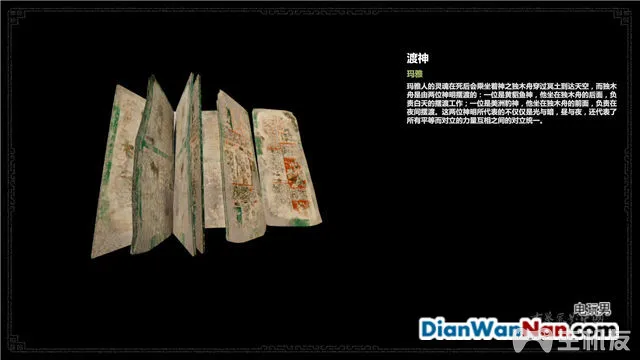 渡神
玛雅
玛雅人的灵魂在死后会乘坐着神之独木舟穿过冥土到达天空,而独木
舟是由两位神明摆渡的:一位是黄貂鱼神,他坐在独木舟的后面,负
责白天的摆渡工作;一位是美洲豹神,他坐在独木舟的前面,负责在
夜间摆渡。这两位神明所代表的不仅仅是光与暗,昼与夜,还代表了
所有平等而对立的力量互相之间的对立统一。
电玩男
DianWanNan.com